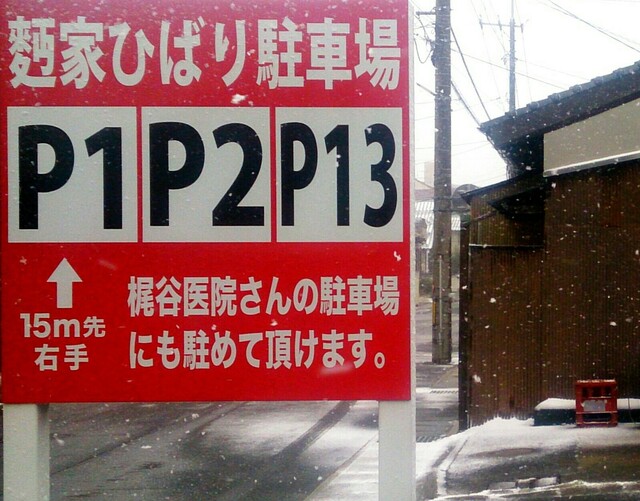 麪家ひばり駐車場
P1 P2 P13
15m先
右手
梶谷医院さんの駐車場
にも駐めて頂けます。